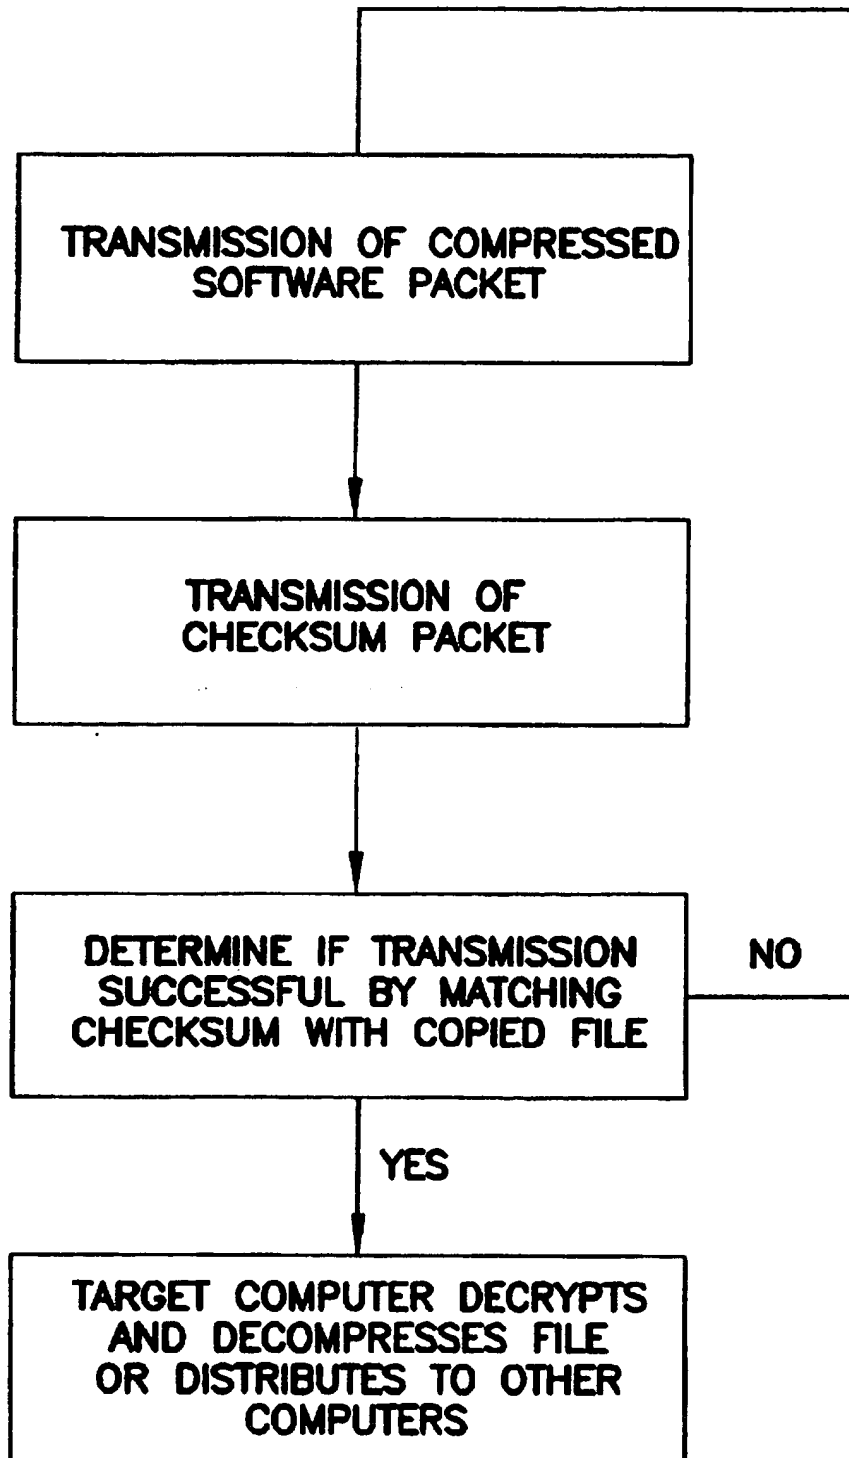 TRANSMISSION OF COMPRESSED
SOFTWARE PACKET
TRANSMISSION OF
CHECKSUM PACKET
DETERMINE IF TRANSMISSION
SUCCESSFUL BY MATCHING
CHECKSUM WITH COPIED FILE
NO
YES
TARGET COMPUTER DECRYPTS
AND DECOMPRESSES FILE
OR DISTRIBUTES TO OTHER
COMPUTERS